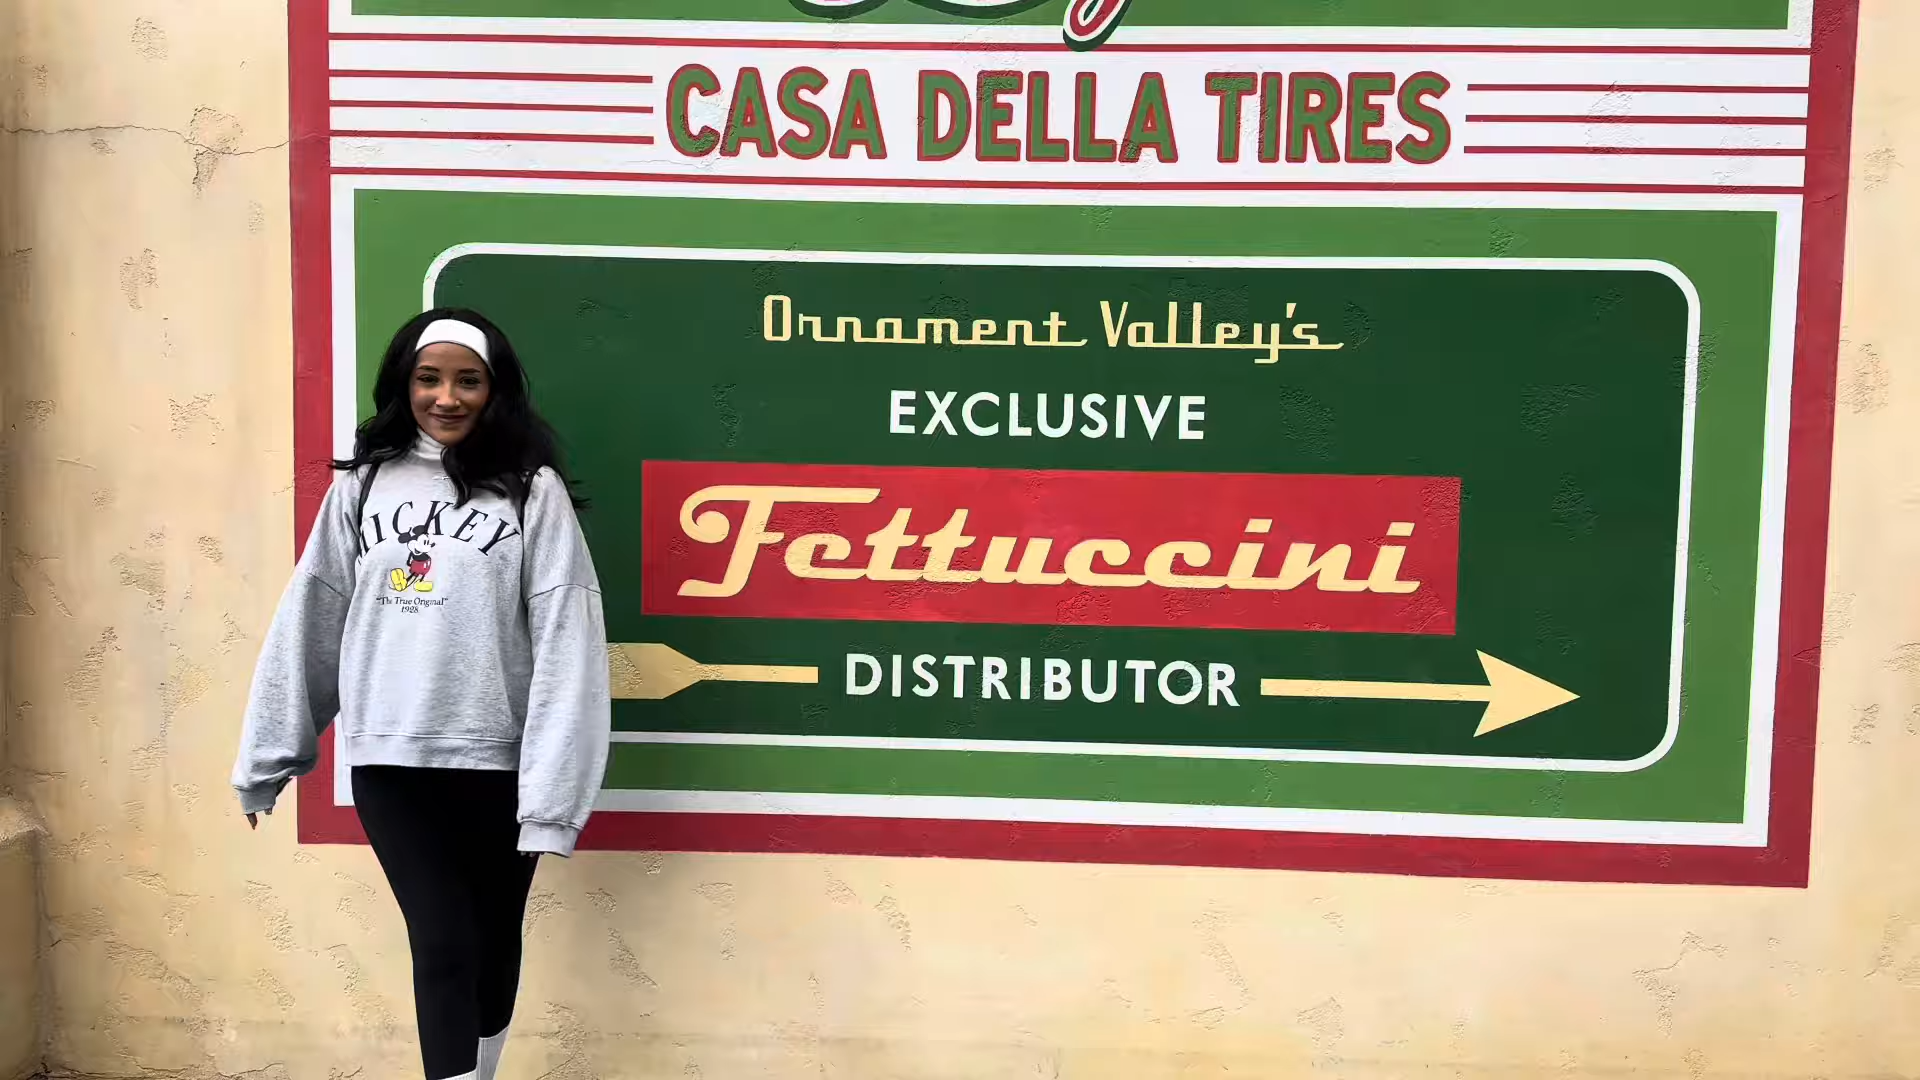 CASA DELLA TIRES
Ornament Valley's
EXCLUSIVE
Fettuccini
DISTRIBUTOR
MICKEY
"The True Original"
1928